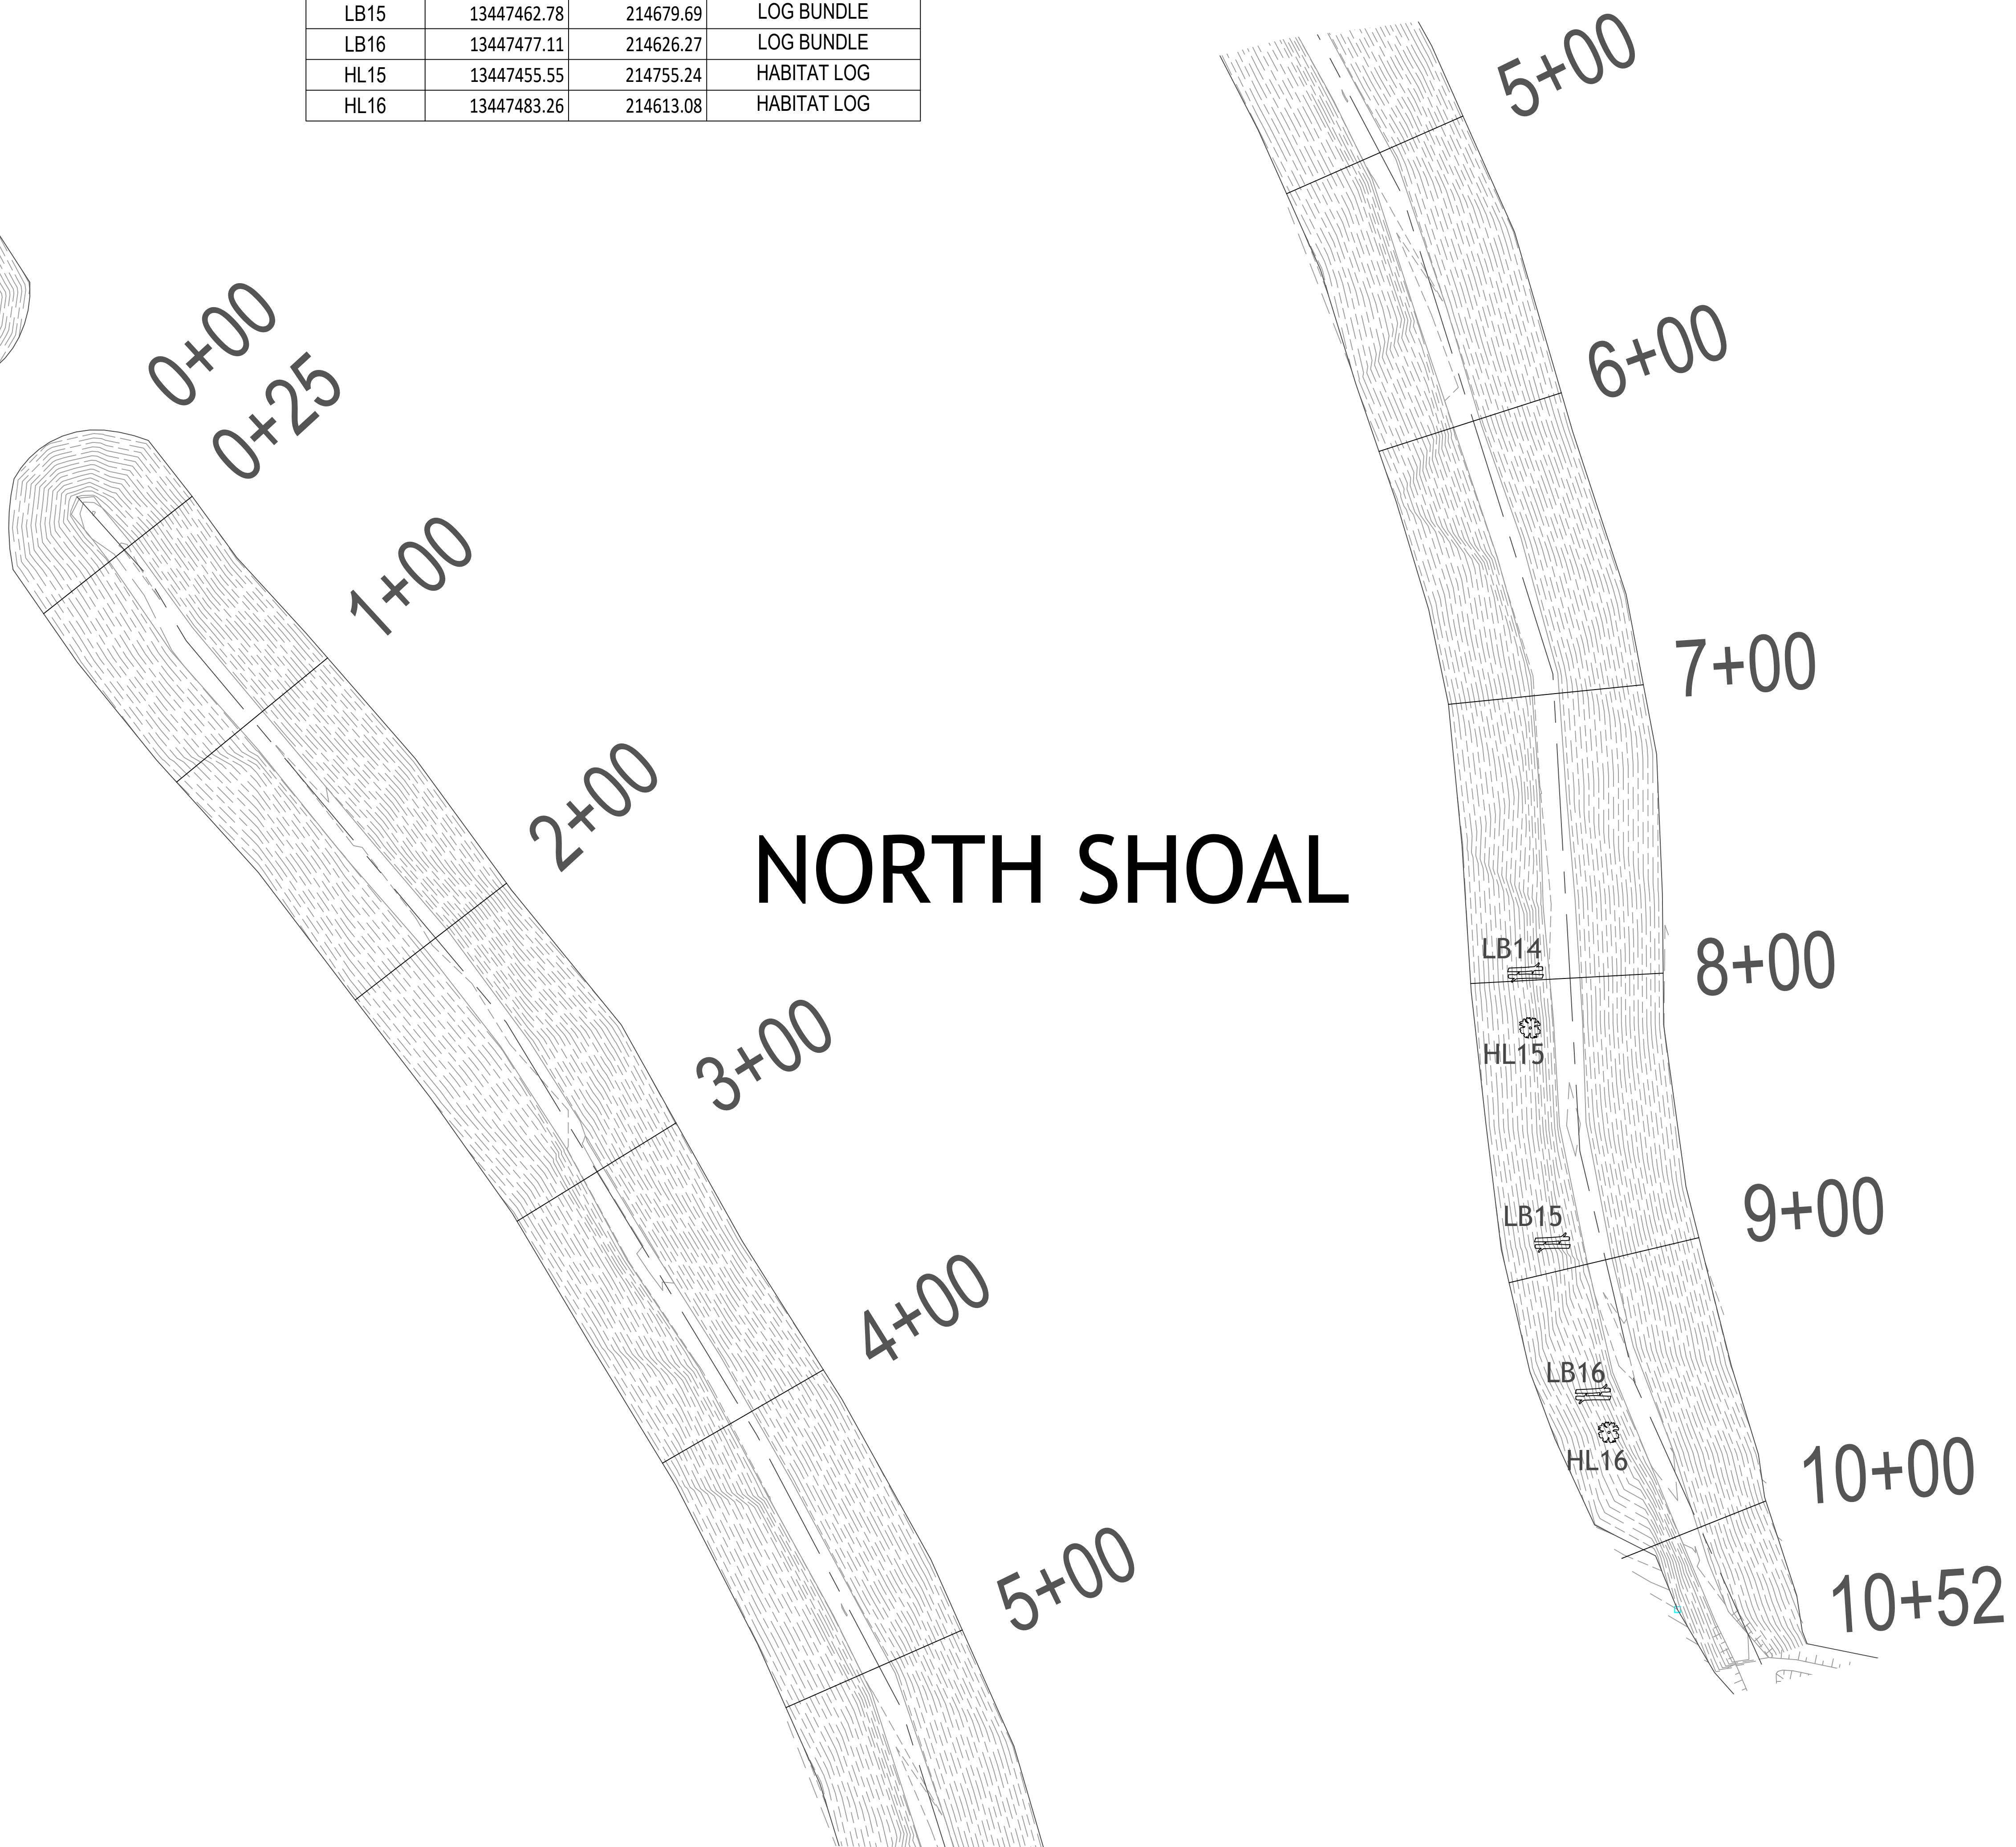 LB15 13447462.78 214679.69 LOG BUNDLE
LB16 13447477.11 214626.27 LOG BUNDLE
HL15 13447455.55 214755.24 HABITAT LOG
HL16 13447483.26 214613.08 HABITAT LOG
0+00
0+25
1+00
2+00
3+00
4+00
5+00
NORTH SHOAL
5+00
6+00
7+00
8+00
9+00
10+00
10+52
LB14
HL15
LB15
LB16
HL16